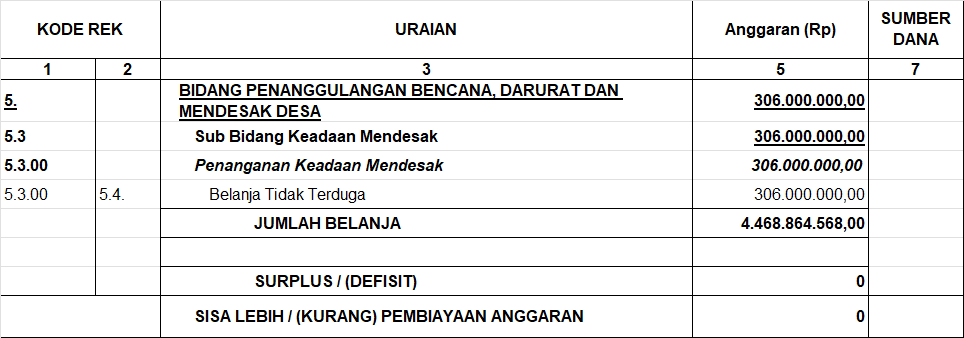 KODE REK URAIAN Anggaran (Rp) SUMBER
DANA
1 2 3 5 7
5. BIDANG PENANGGULANGAN BENCANA, DARURAT DAN 306.000.000,00
MENDESAK DESA
5.3 Sub Bidang Keadaan Mendesak 306.000.000,00
5.3.00 Penanganan Keadaan Mendesak 306.000.000,00
5.3.00 5.4. Belanja Tidak Terduga 306.000.000,00
JUMLAH BELANJA 4.468.864.568,00
SURPLUS / (DEFISIT) 0
SISA LEBIH / (KURANG) PEMBIAYAAN ANGGARAN 0